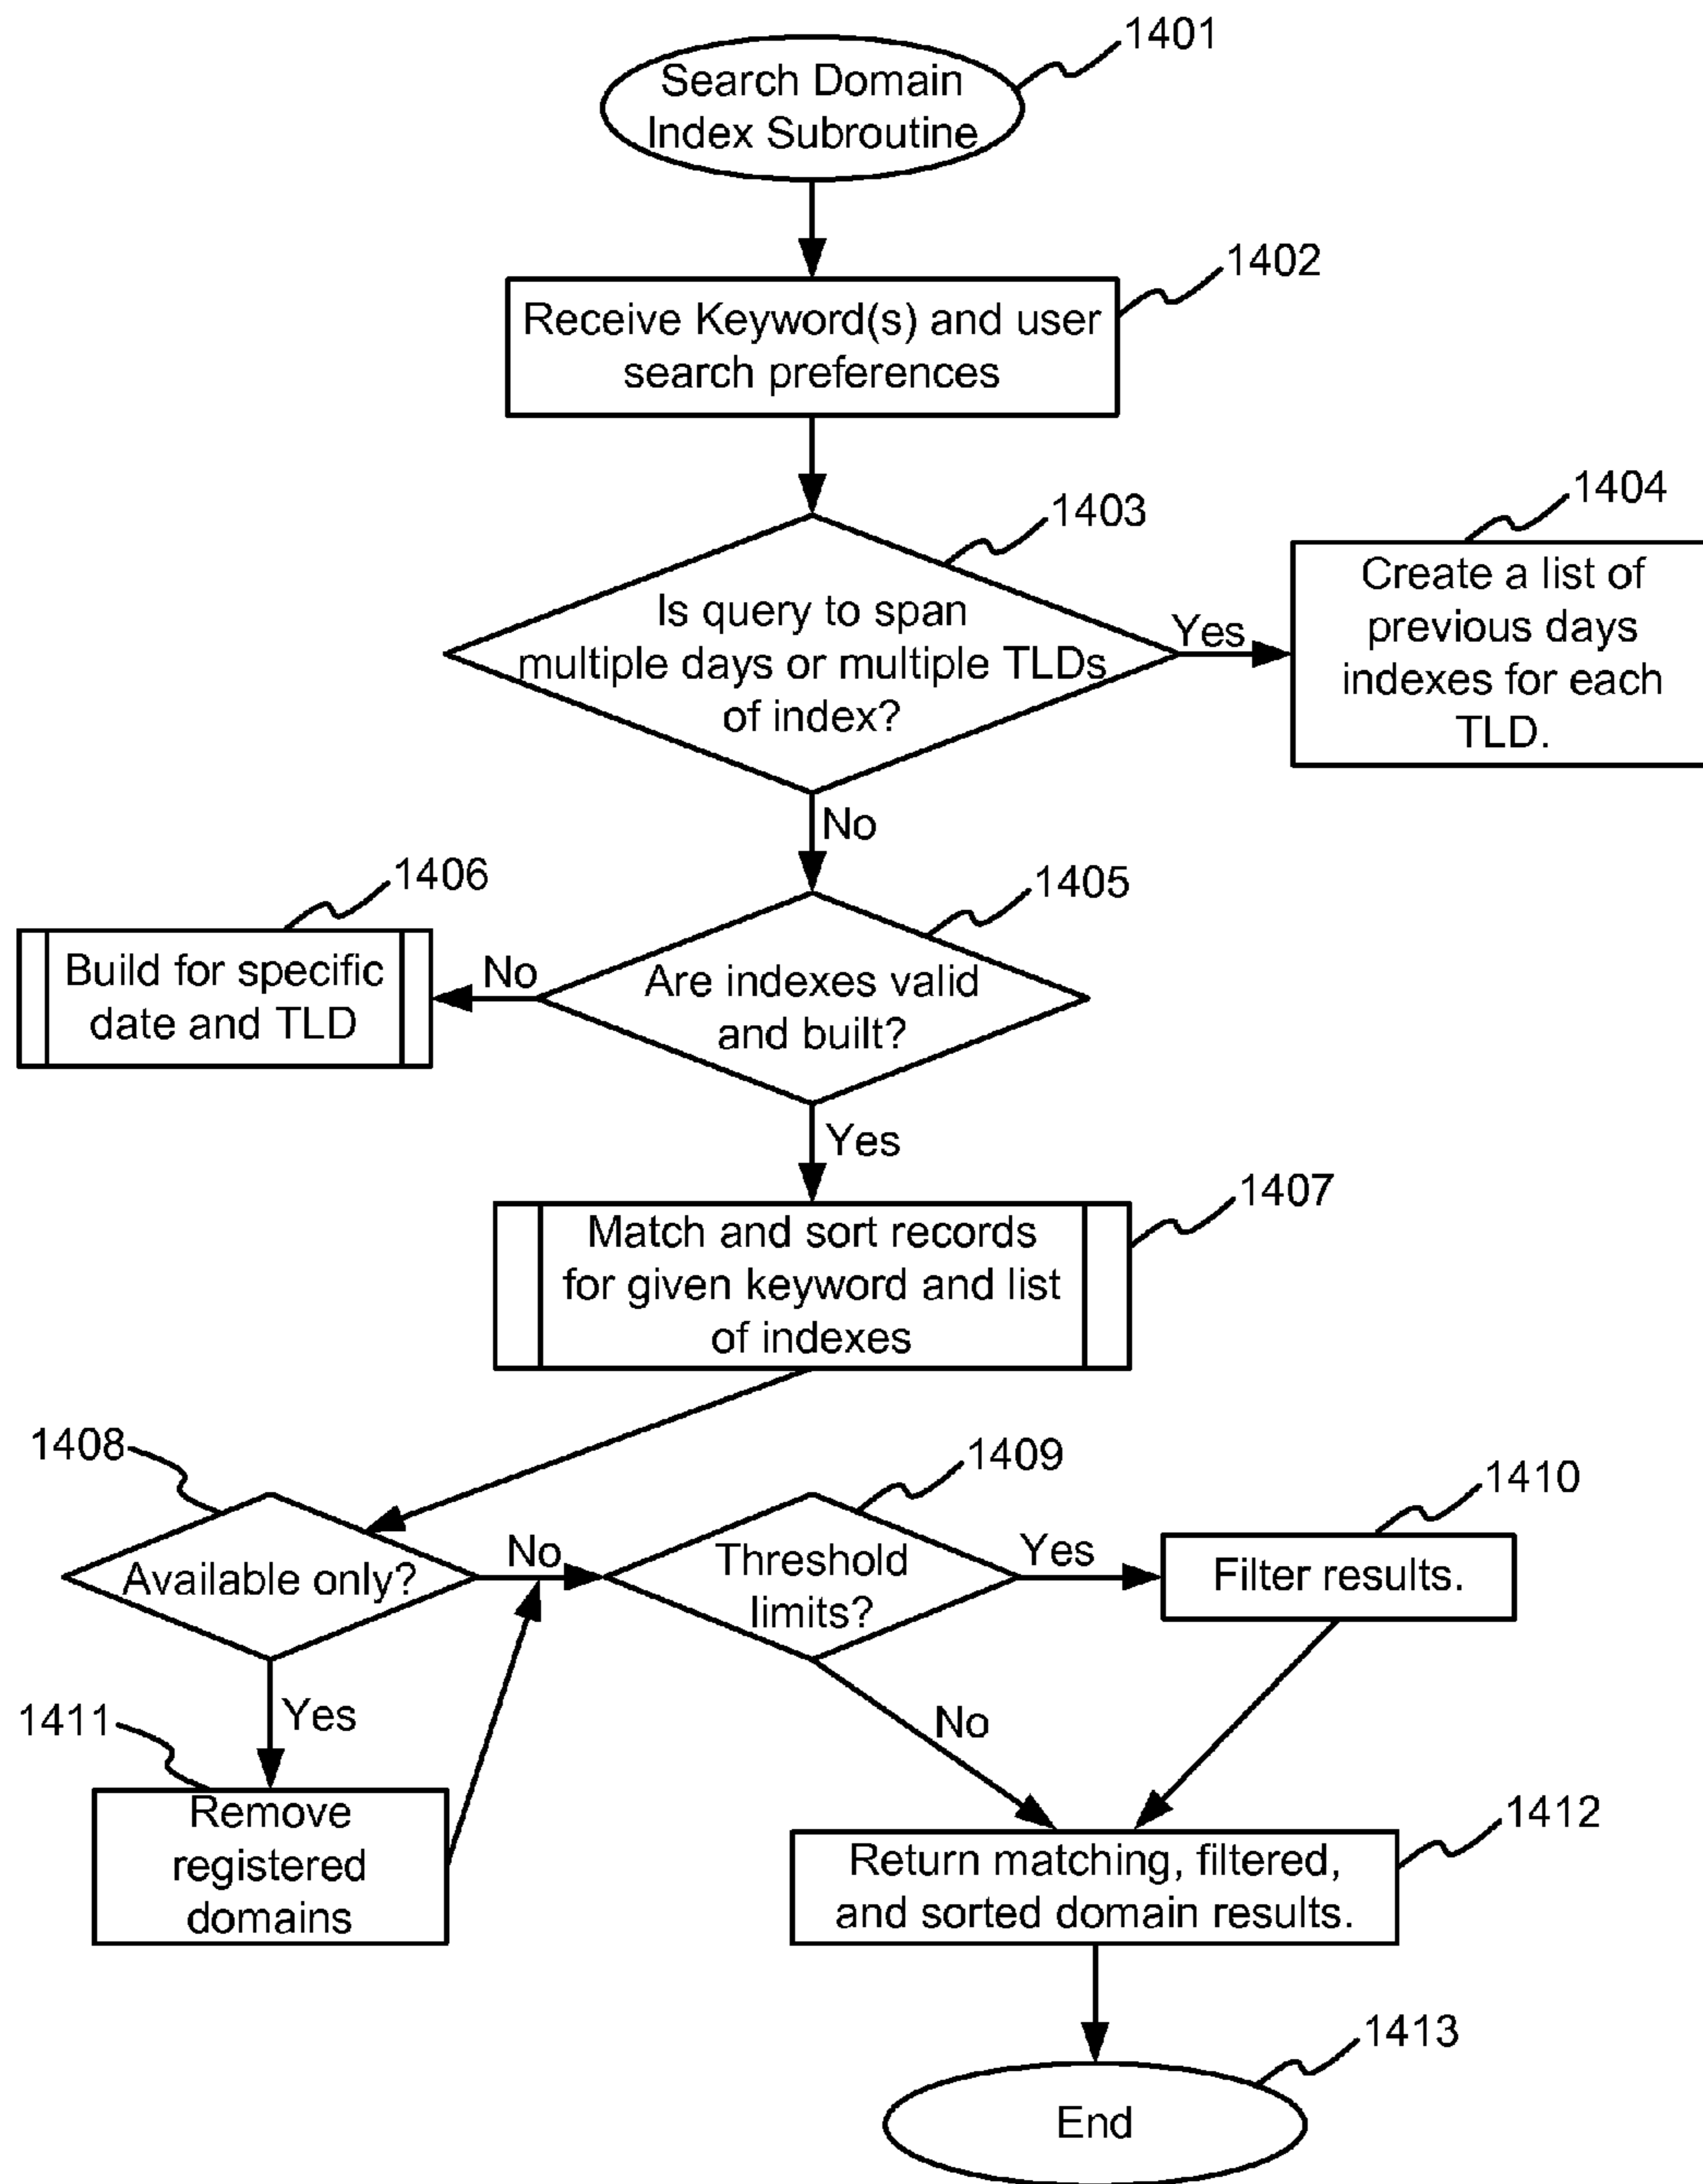 1401
Search Domain
Index Subroutine
1402
Receive Keyword(s) and user
search preferences
1403
Is query to span
multiple days or multiple TLDs
of index?
Yes
1404
Create a list of
previous days
indexes for each
TLD.
No
1405
Are indexes valid
and built?
No
1406
Build for specific
date and TLD
Yes
1407
Match and sort records
for given keyword and list
of indexes
1408
Available only?
No
1409
Threshold
limits?
Yes
1410
Filter results.
Yes
1411
Remove
registered
domains
No
1412
Return matching, filtered,
and sorted domain results.
1413
End